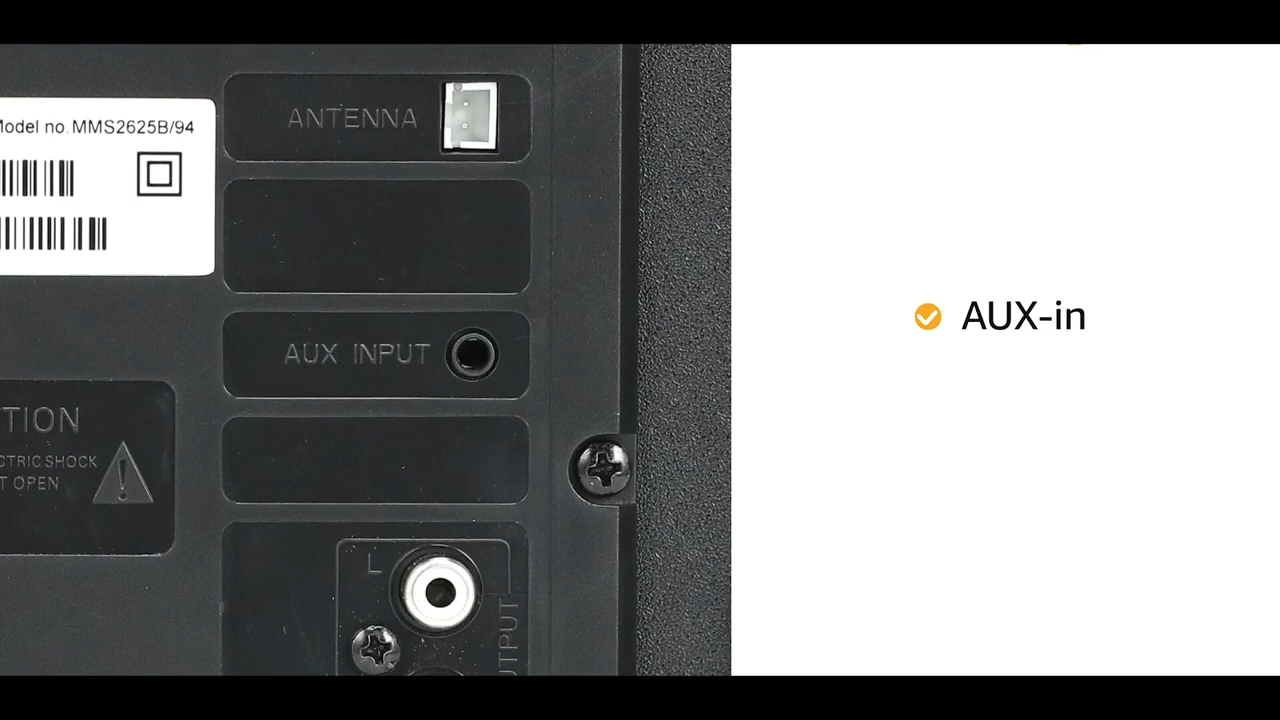 ANTENNA
Model no.MMS2625B/94
AUX INPUT
AUX-in
TION
CTRIC SHOCK
T OPEN
L
UTPUT